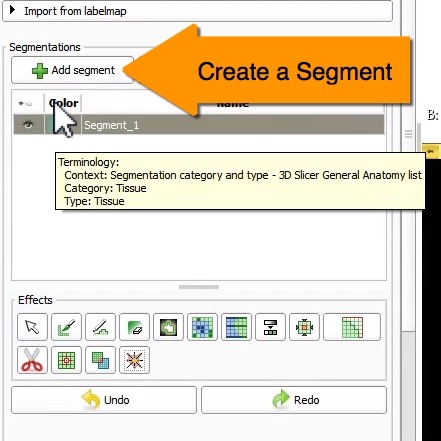 Import from labelmap
Segmentations
Add segment
Create a Segment
Color
Name
Segment_1
B:
Terminology:
Context: Segmentation category and type - 3D Slicer General Anatomy list
Category: Tissue
Type: Tissue
Effects
Undo
Redo